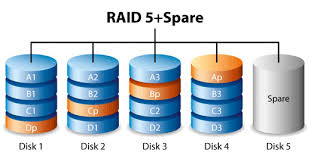 RAID 5+Spare
A1 A2 A3 Ap
B1 B2 Bp B3 Spare
C1 Cp C2 C3
Dp D1 D2 D3
Disk 1 Disk 2 Disk 3 Disk 4 Disk 5